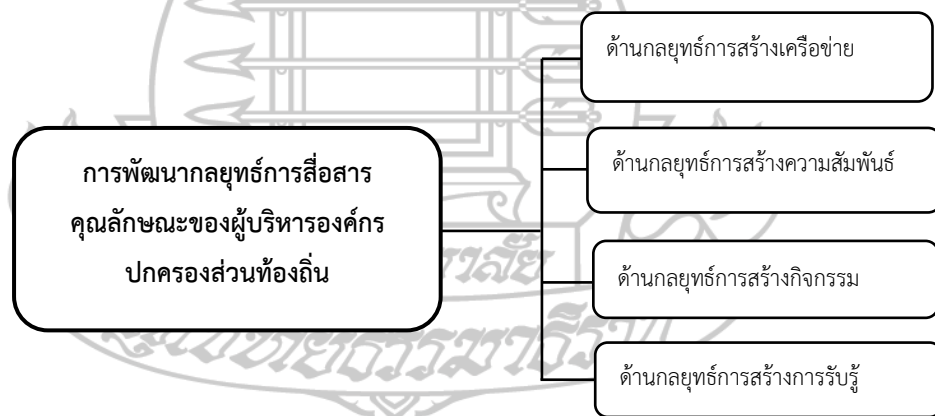 ด้านกลยุทธ์การสร้างเครือข่าย
การพัฒนากลยุทธ์การสื่อสาร
คุณลักษณะของผู้บริหารองค์กร
ปกครองส่วนท้องถิ่น
ด้านกลยุทธ์การสร้างความสัมพันธ์
ด้านกลยุทธ์การสร้างกิจกรรม
ด้านกลยุทธ์การสร้างการรับรู้